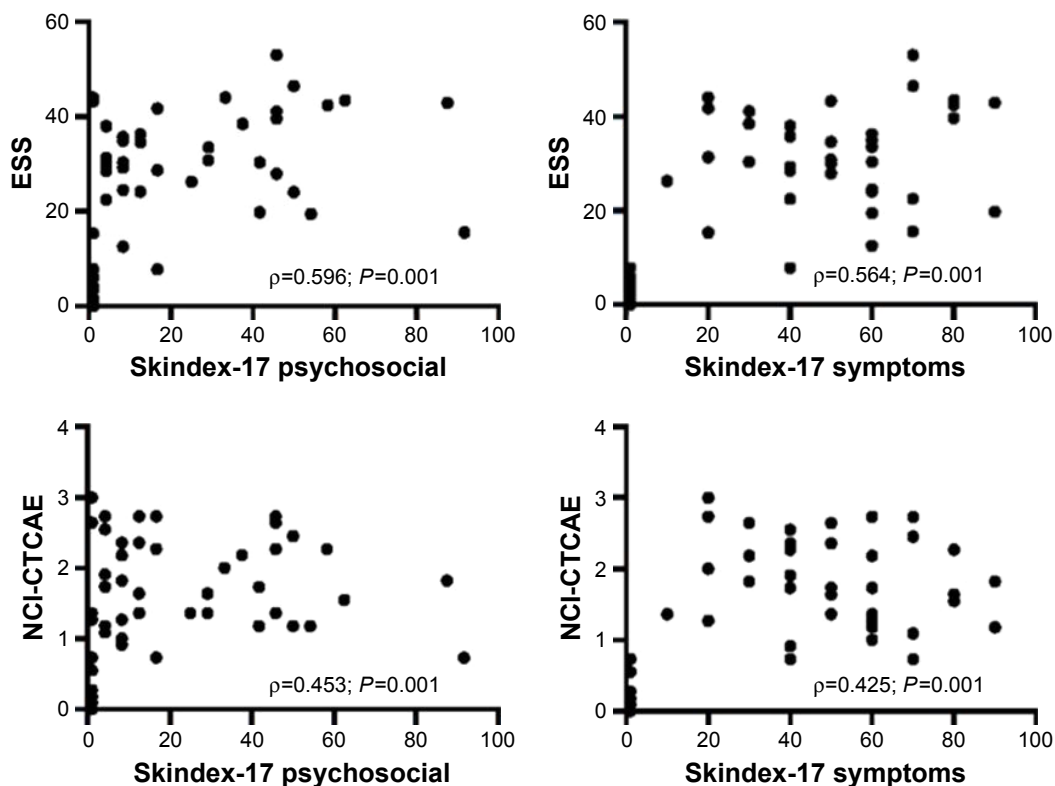 60
40
20
0
ESS
ρ=0.596; P=0.001
0 20 40 60 80 100
Skindex-17 psychosocial
60
40
20
0
ESS
ρ=0.564; P=0.001
0 20 40 60 80 100
Skindex-17 symptoms
4
3
2
1
0
NCI-CTCAE
ρ=0.453; P=0.001
0 20 40 60 80 100
Skindex-17 psychosocial
4
3
2
1
0
NCI-CTCAE
ρ=0.425; P=0.001
0 20 40 60 80 100
Skindex-17 symptoms